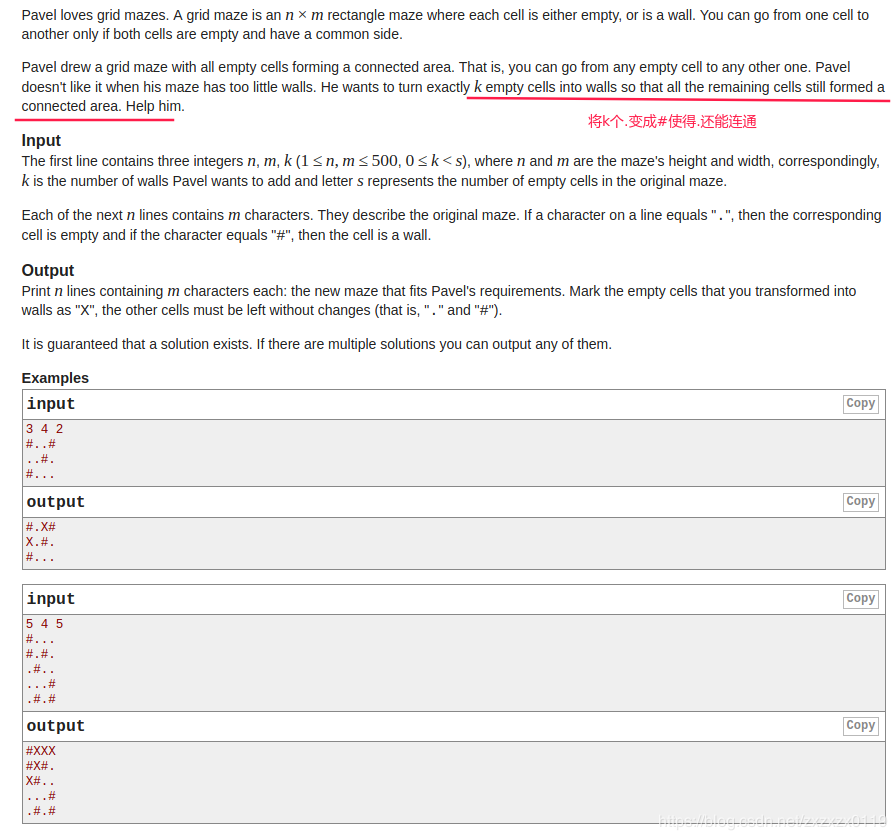 Pavel loves grid mazes. A grid maze is an n × m rectangle maze where each cell is either empty, or is a wall. You can go from one cell to
another only if both cells are empty and have a common side.
Pavel drew a grid maze with all empty cells forming a connected area. That is, you can go from any empty cell to any other one. Pavel
doesn't like it when his maze has too little walls. He wants to turn exactly k empty cells into walls so that all the remaining cells still formed a
connected area. Help him.
将k个.变成#使得.还能连通
Input
The first line contains three integers n, m, k (1 ≤ n, m ≤ 500, 0 ≤ k < s), where n and m are the maze's height and width, correspondingly,
k is the number of walls Pavel wants to add and letter s represents the number of empty cells in the original maze.
Each of the next n lines contains m characters. They describe the original maze. If a character on a line equals ".", then the corresponding
cell is empty and if the character equals "#", then the cell is a wall.
Output
Print n lines containing m characters each: the new maze that fits Pavel's requirements. Mark the empty cells that you transformed into
walls as "X", the other cells must be left without changes (that is, "." and "#").
It is guaranteed that a solution exists. If there are multiple solutions you can output any of them.
Examples
input Copy
3 4 2
#..#
..#.
#...
output Copy
#.X#
X.#.
#...
input Copy
5 4 5
#...
#.#.
.#..
...#
.#.#
output Copy
#XXX
#X#.
X#..
...#
.#.#